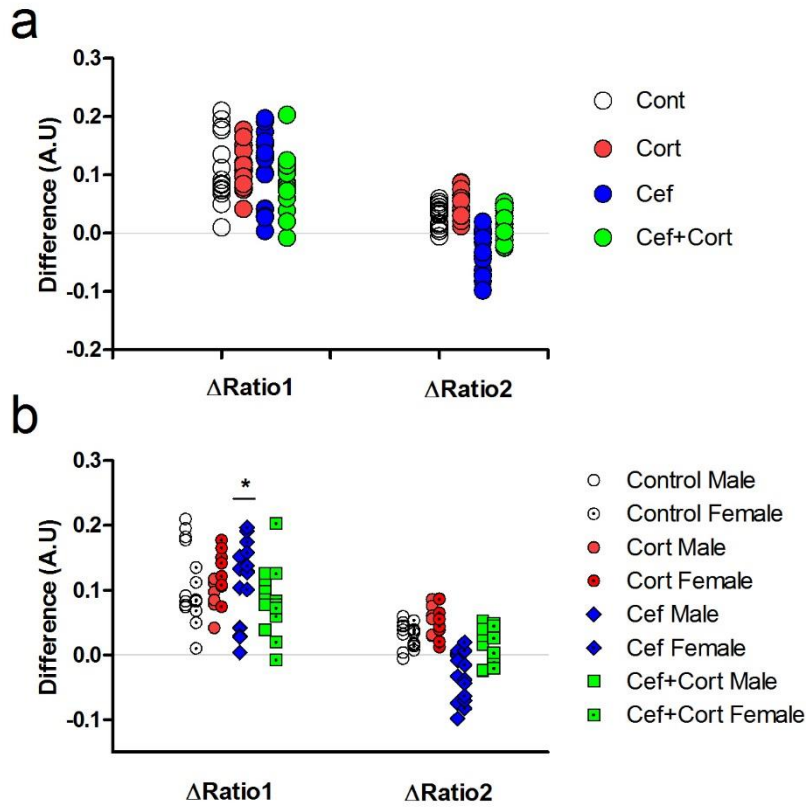 a
Difference (A.U)
0.3
0.2
0.1
0.0
-0.1
-0.2
ΔRatio1 ΔRatio2
Cont
Cort
Cef
Cef+Cort
b
Difference (A.U)
0.3
0.2
0.1
0.0
-0.1
*
ΔRatio1 ΔRatio2
Control Male
Control Female
Cort Male
Cort Female
Cef Male
Cef Female
Cef+Cort Male
Cef+Cort Female